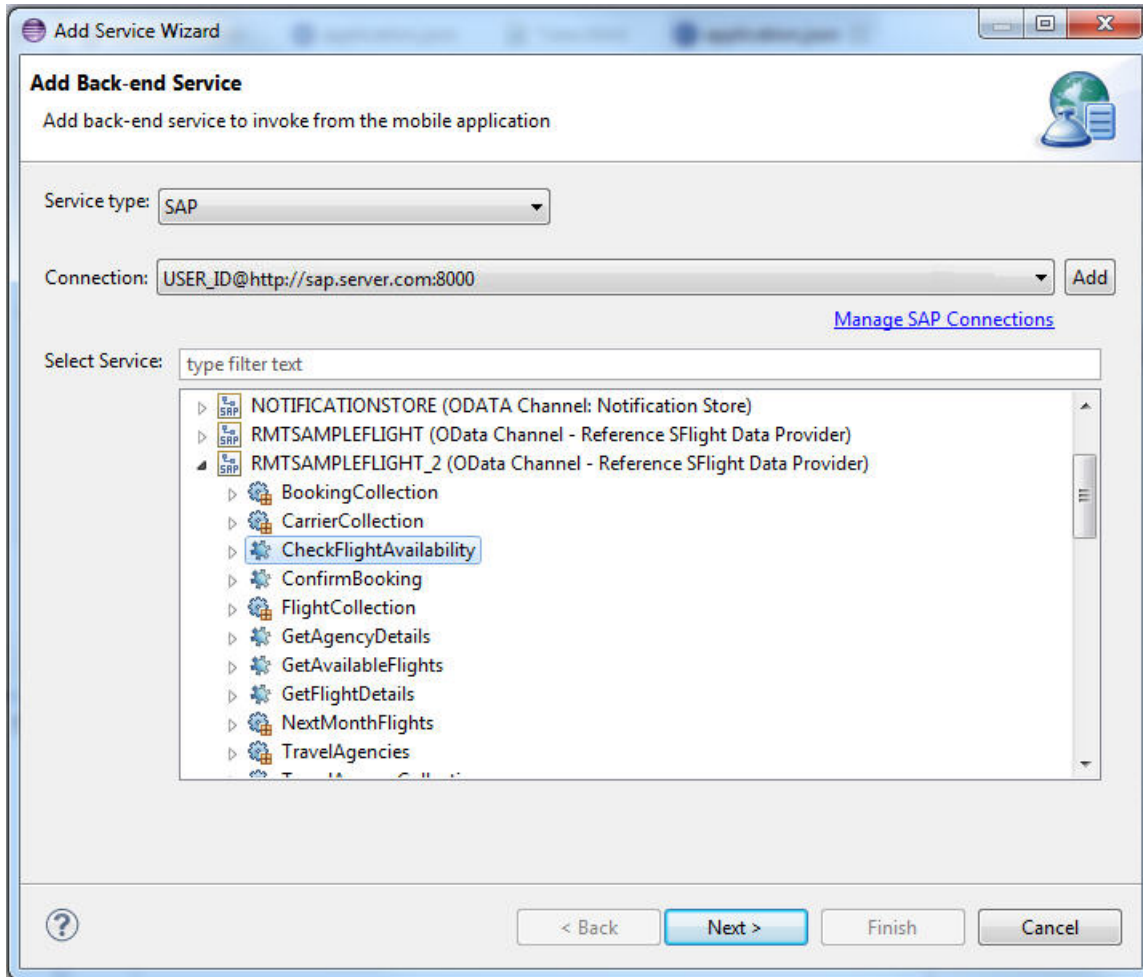 Add Service Wizard
Add Back-end Service
Add back-end service to invoke from the mobile application
Service type: SAP
Connection: USER_ID@http://sap.server.com:8000 Add
Manage SAP Connections
Select Service: type filter text
NOTIFICATIONSTORE (ODATA Channel: Notification Store)
RMTSAMPLEFLIGHT (OData Channel - Reference SFlight Data Provider)
RMTSAMPLEFLIGHT_2 (OData Channel - Reference SFlight Data Provider)
BookingCollection
CarrierCollection
CheckFlightAvailability
ConfirmBooking
FlightCollection
GetAgencyDetails
GetAvailableFlights
GetFlightDetails
NextMonthFlights
TravelAgencies
< Back Next > Finish Cancel